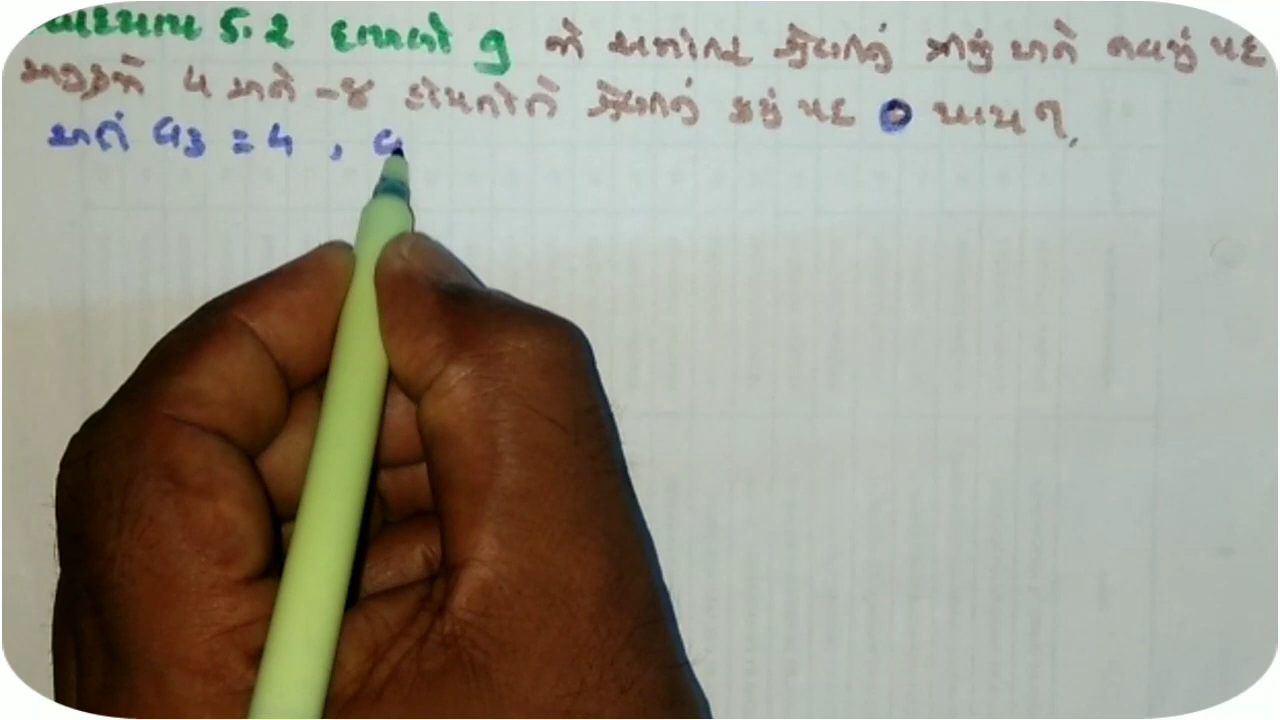 સ્વાધ્યાય 5.2 દાખલો 9 જો સમાંતર શ્રેણીનું ત્રીજું અને નવમું પદ
અનુક્રમે 4 અને -8 હોય તો શ્રેણીનું કયું પદ 0 થાય ?
અહીં a3 = 4 , a